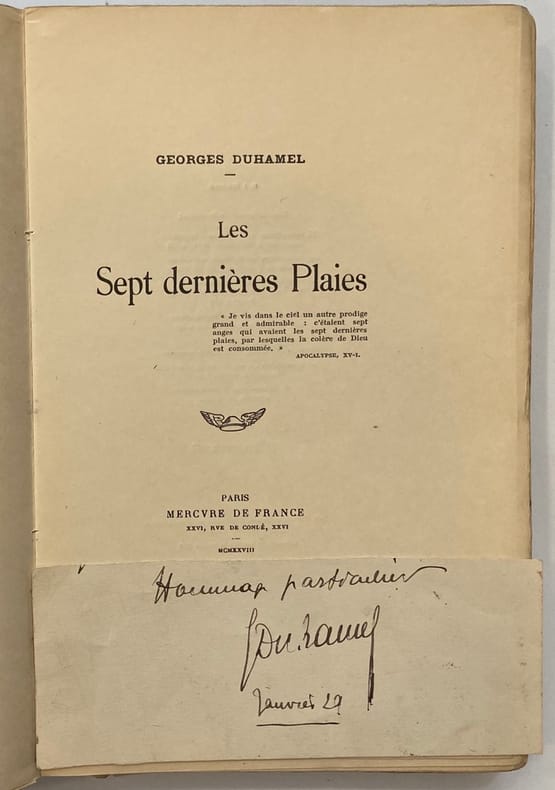 GEORGES DUHAMEL
Les
Sept dernières Plaies
« Je vis dans le ciel un autre prodige
grand et admirable : c'étaient sept
anges qui avaient les sept dernières
plaies, par lesquelles la colère de Dieu
est consommée. »
APOCALYPSE, XV-1.
PARIS
MERCVRE DE FRANCE
XXVI, RVE DE CONDÉ, XXVI
MCMXXVIII
Hommage particulier
GDuhamel
Janvier 29